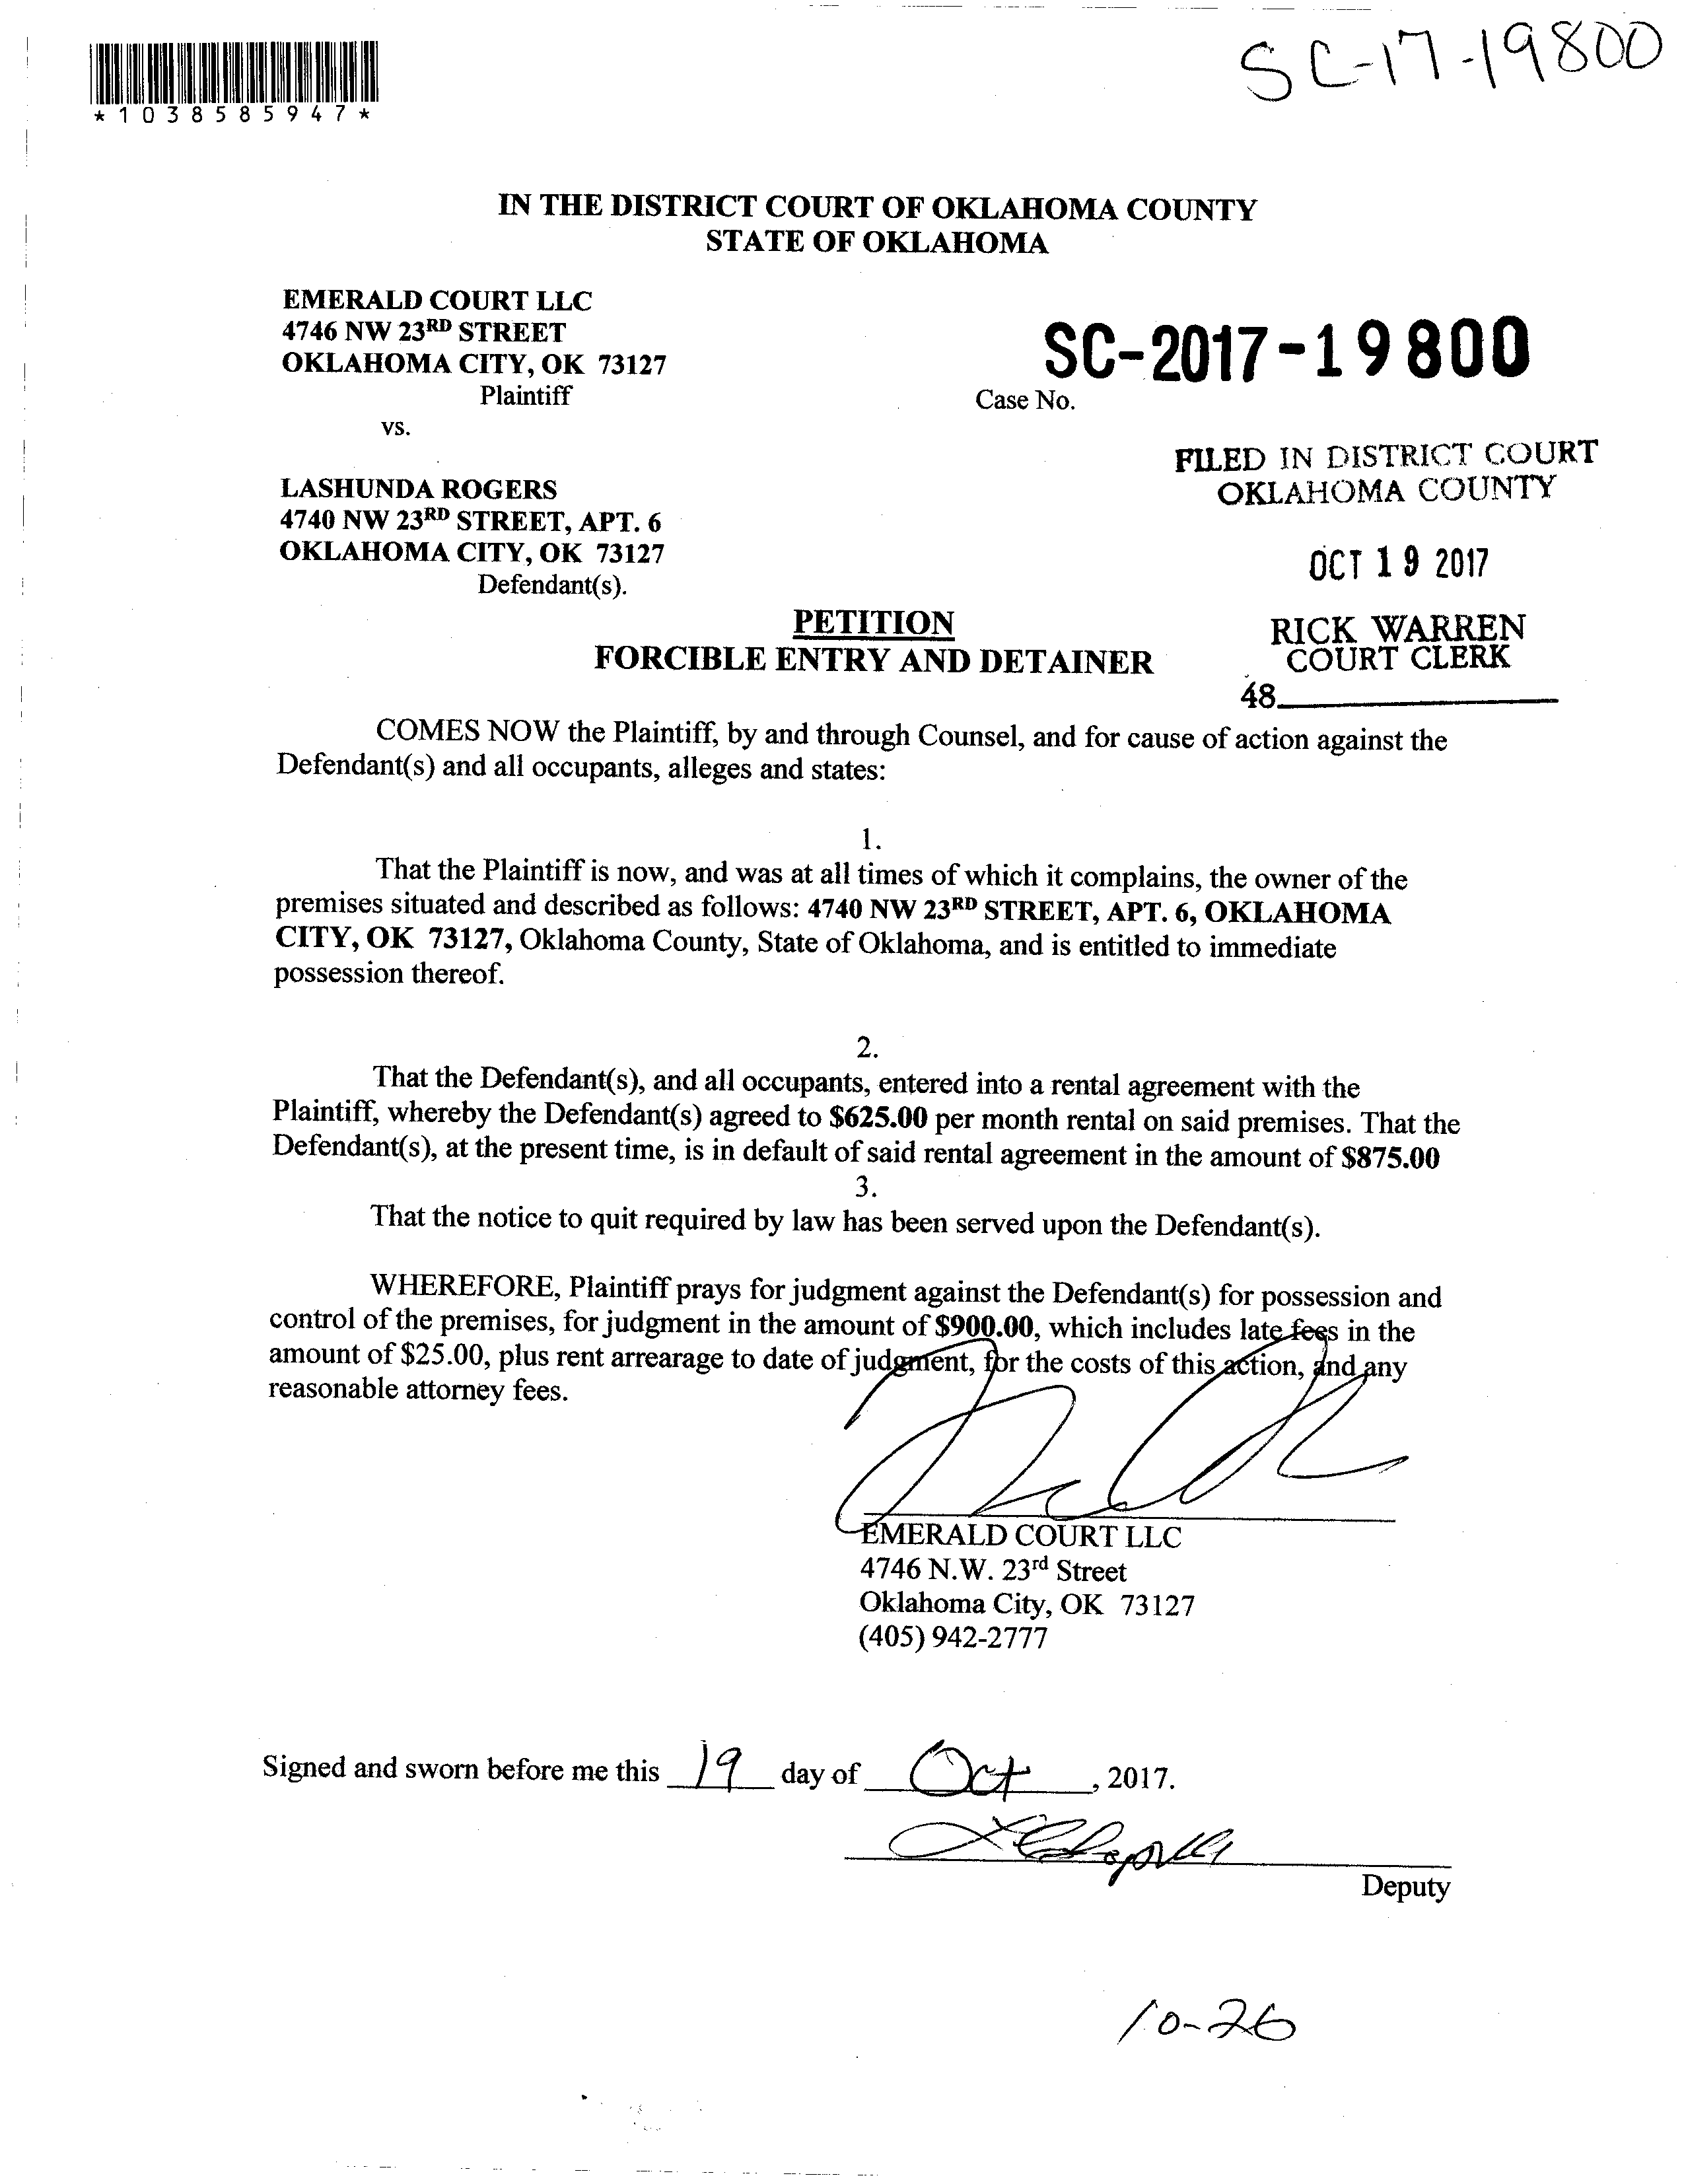 SC-17-19800
*1038585947*
IN THE DISTRICT COURT OF OKLAHOMA COUNTY
STATE OF OKLAHOMA
EMERALD COURT LLC
4746 NW 23RD STREET
OKLAHOMA CITY, OK 73127
Plaintiff
SC-2017-19800
Case No.
vs.
FILED IN DISTRICT COURT
OKLAHOMA COUNTY
LASHUNDA ROGERS
4740 NW 23RD STREET, APT. 6
OKLAHOMA CITY, OK 73127
Defendant(s).
OCT 19 2017
RICK WARREN
COURT CLERK
48
PETITION
FORCIBLE ENTRY AND DETAINER
COMES NOW the Plaintiff, by and through Counsel, and for cause of action against the
Defendant(s) and all occupants, alleges and states:
1.
That the Plaintiff is now, and was at all times of which it complains, the owner of the
premises situated and described as follows: 4740 NW 23RD STREET, APT. 6, OKLAHOMA
CITY, OK 73127, Oklahoma County, State of Oklahoma, and is entitled to immediate
possession thereof.
2.
That the Defendant(s), and all occupants, entered into a rental agreement with the
Plaintiff, whereby the Defendant(s) agreed to $625.00 per month rental on said premises. That the
Defendant(s), at the present time, is in default of said rental agreement in the amount of $875.00
3.
That the notice to quit required by law has been served upon the Defendant(s).
WHEREFORE, Plaintiff prays for judgment against the Defendant(s) for possession and
control of the premises, for judgment in the amount of $900.00, which includes late fees in the
amount of $25.00, plus rent arrearage to date of judgment, for the costs of this action, and any
reasonable attorney fees.
EMERALD COURT LLC
4746 N.W. 23rd Street
Oklahoma City, OK 73127
(405) 942-2777
Signed and sworn before me this 19 day of Oct, 2017.
Deputy
10-26